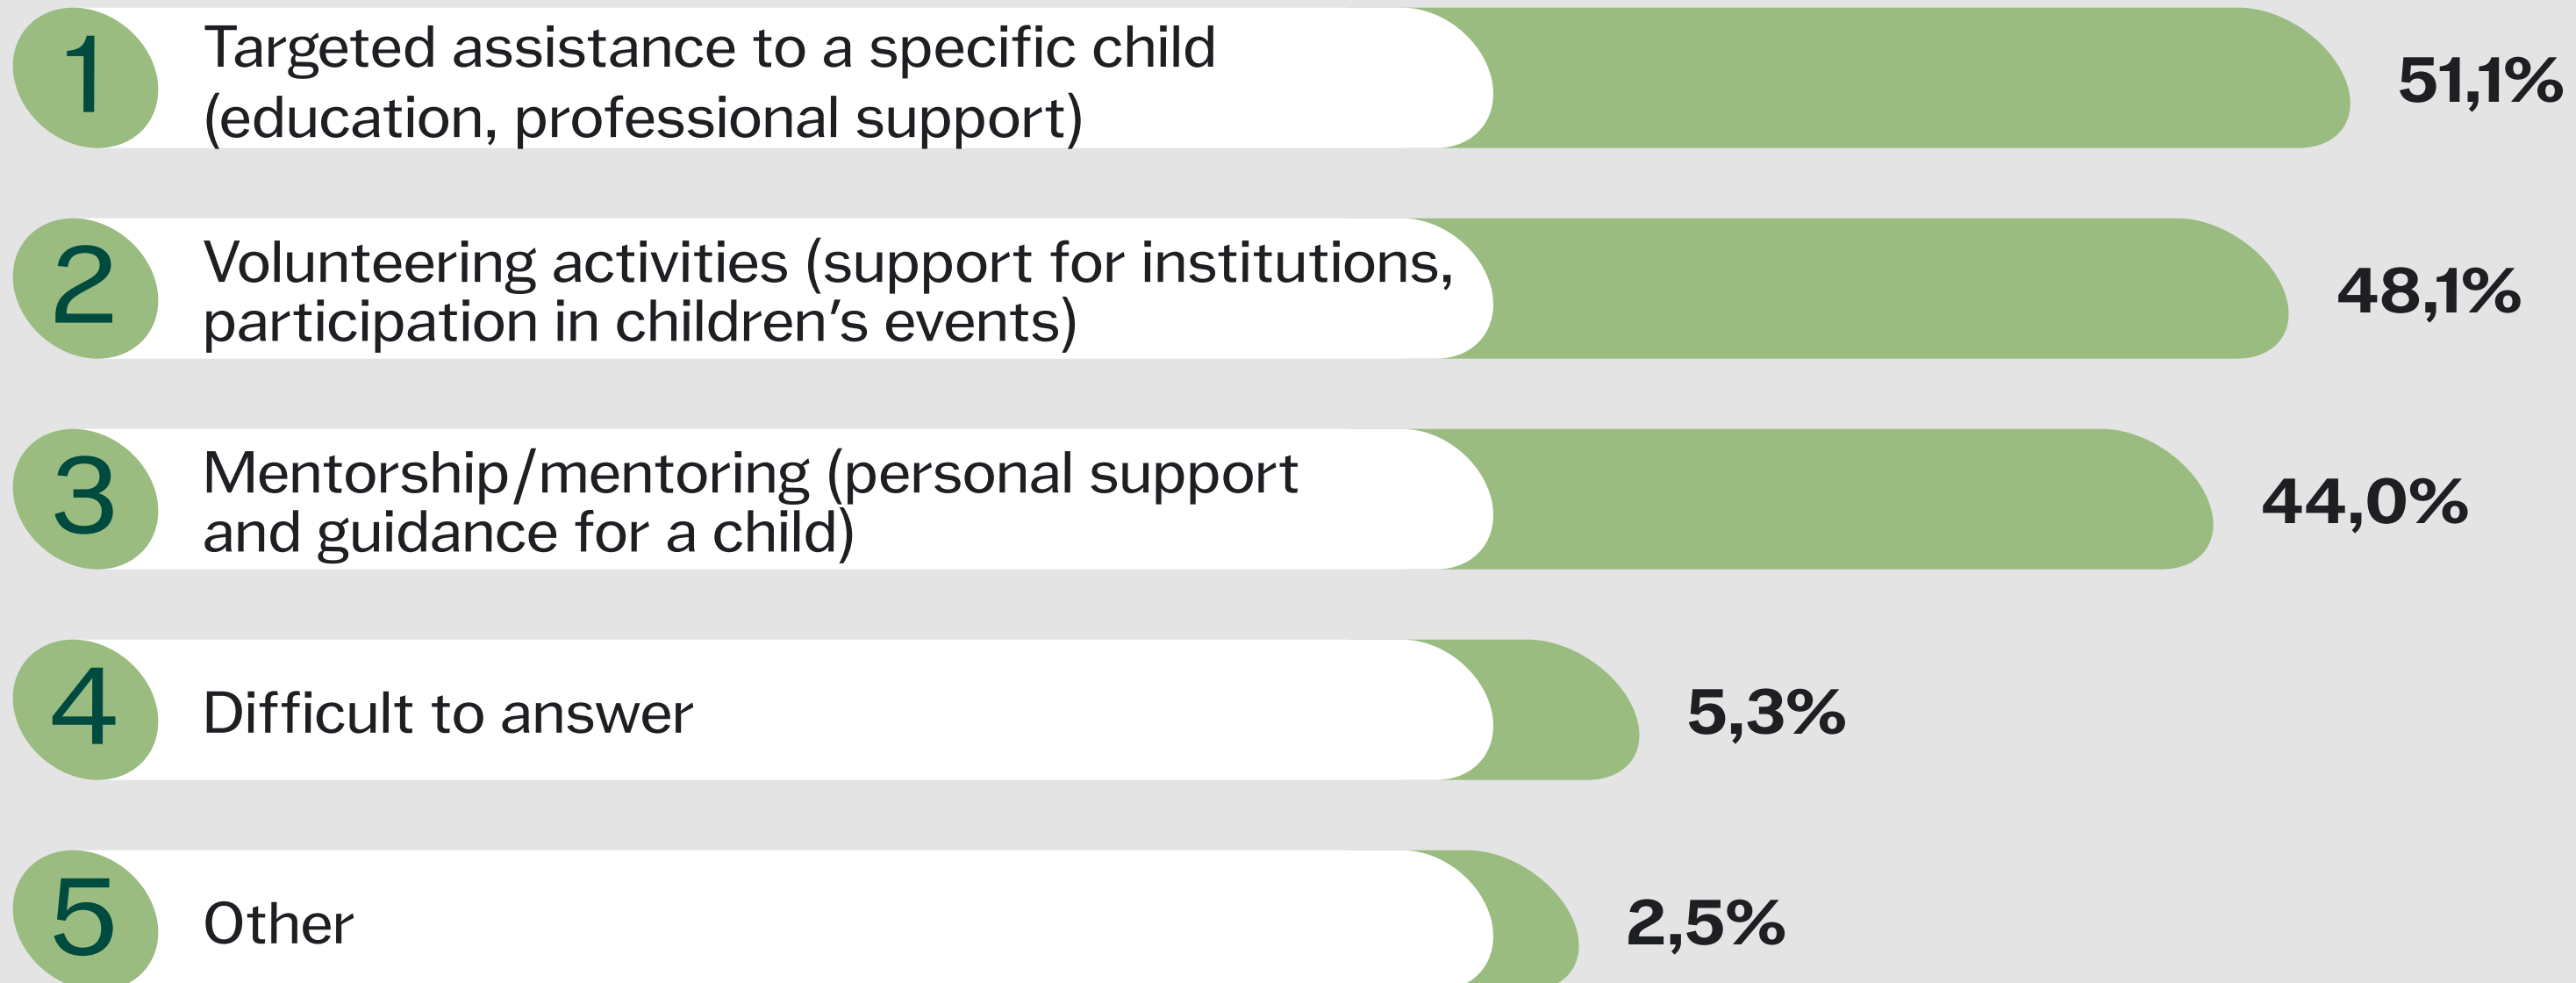 1
Targeted assistance to a specific child
(education, professional support)
51,1%
2
Volunteering activities (support for institutions,
participation in children’s events)
48,1%
3
Mentorship/mentoring (personal support
and guidance for a child)
44,0%
4
Difficult to answer
5,3%
5
Other
2,5%